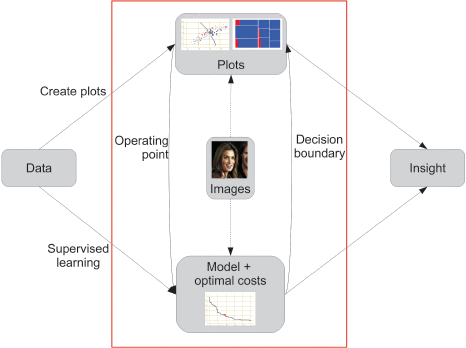 Plots
Create plots
Operating
point
Decision
boundary
Data
Images
Insight
Supervised
learning
Model +
optimal costs